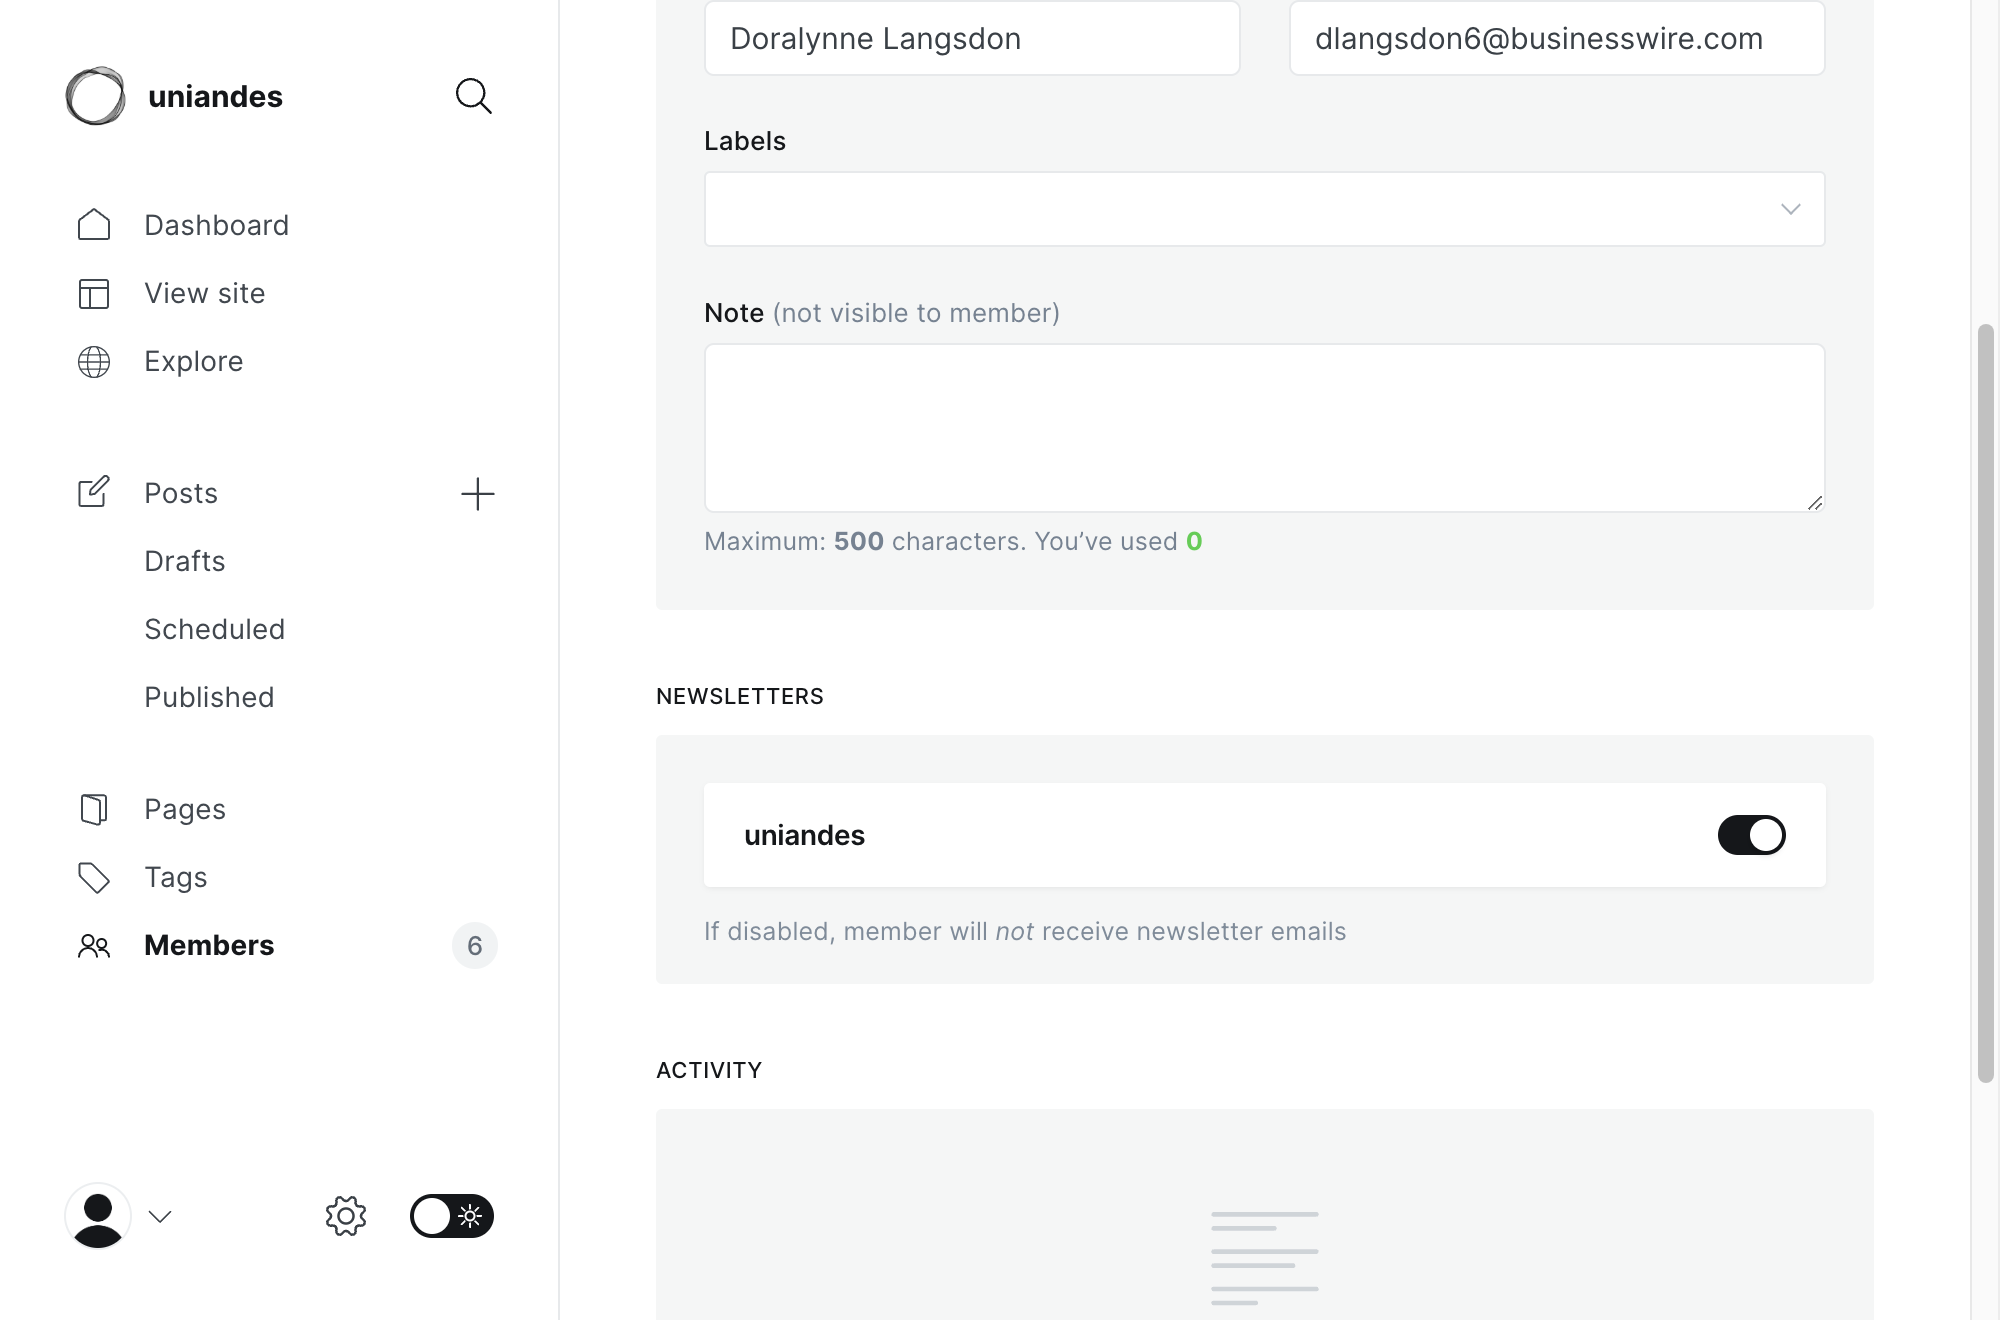 uniandes
Dashboard
View site
Explore
Posts
Drafts
Scheduled
Published
Pages
Tags
Members 6
Doralynne Langsdon
dlangsdon6@businesswire.com
Labels
Note (not visible to member)
Maximum: 500 characters. You’ve used 0
NEWSLETTERS
uniandes
If disabled, member will not receive newsletter emails
ACTIVITY